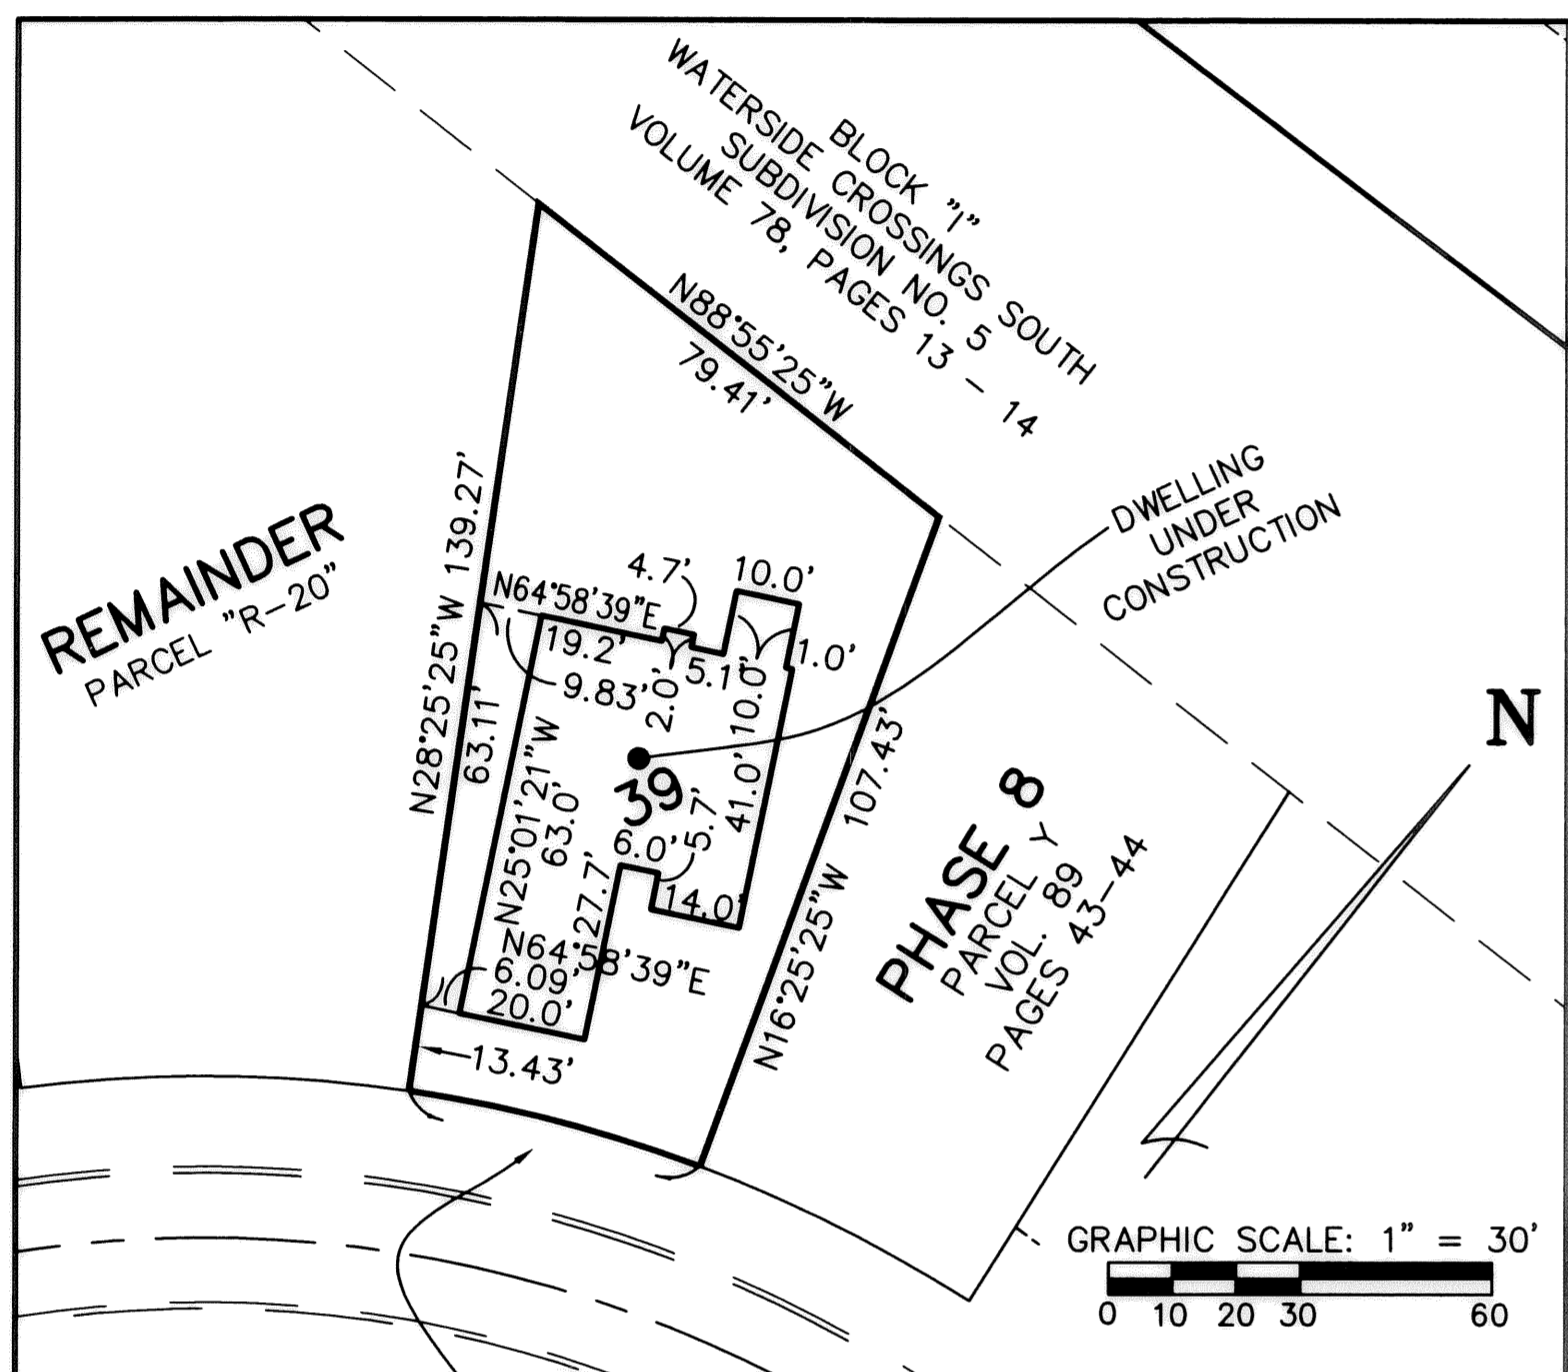 BLOCK "I"
WATERSIDE CROSSINGS SOUTH
SUBDIVISION NO. 5
VOLUME 78, PAGES 13 - 14
N88°55'25"W
79.41'
DWELLING
UNDER
CONSTRUCTION
REMAINDER
PARCEL "R-20"
N28°25'25"W 139.27'
63.11'
N64°58'39"E
4.7'
10.0'
19.2'
9.83'
2.0'
5.1'
10.0'
1.0'
N25°01'21"W
63.0'
39
41.0'
6.0'
5.7'
27.7'
14.0'
N64°58'39"E
6.09'
20.0'
13.43'
N16°25'25"W 107.43'
PHASE 8
PARCEL Y
VOL. 89
PAGES 43-44
N
GRAPHIC SCALE: 1" = 30'
0 10 20 30 60